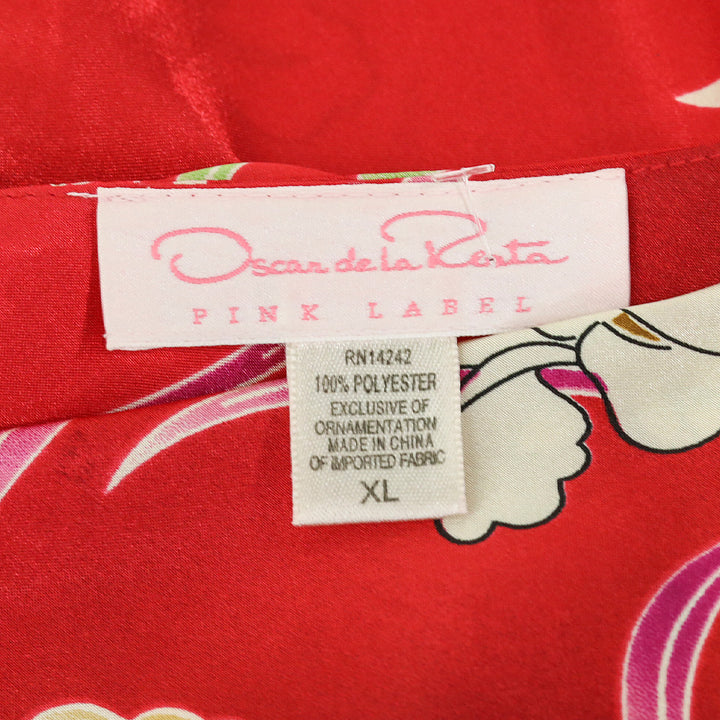 Oscar de la Renta
PINK LABEL
RN14242
100% POLYESTER
EXCLUSIVE OF
ORNAMENTATION
MADE IN CHINA
OF IMPORTED FABRIC
XL